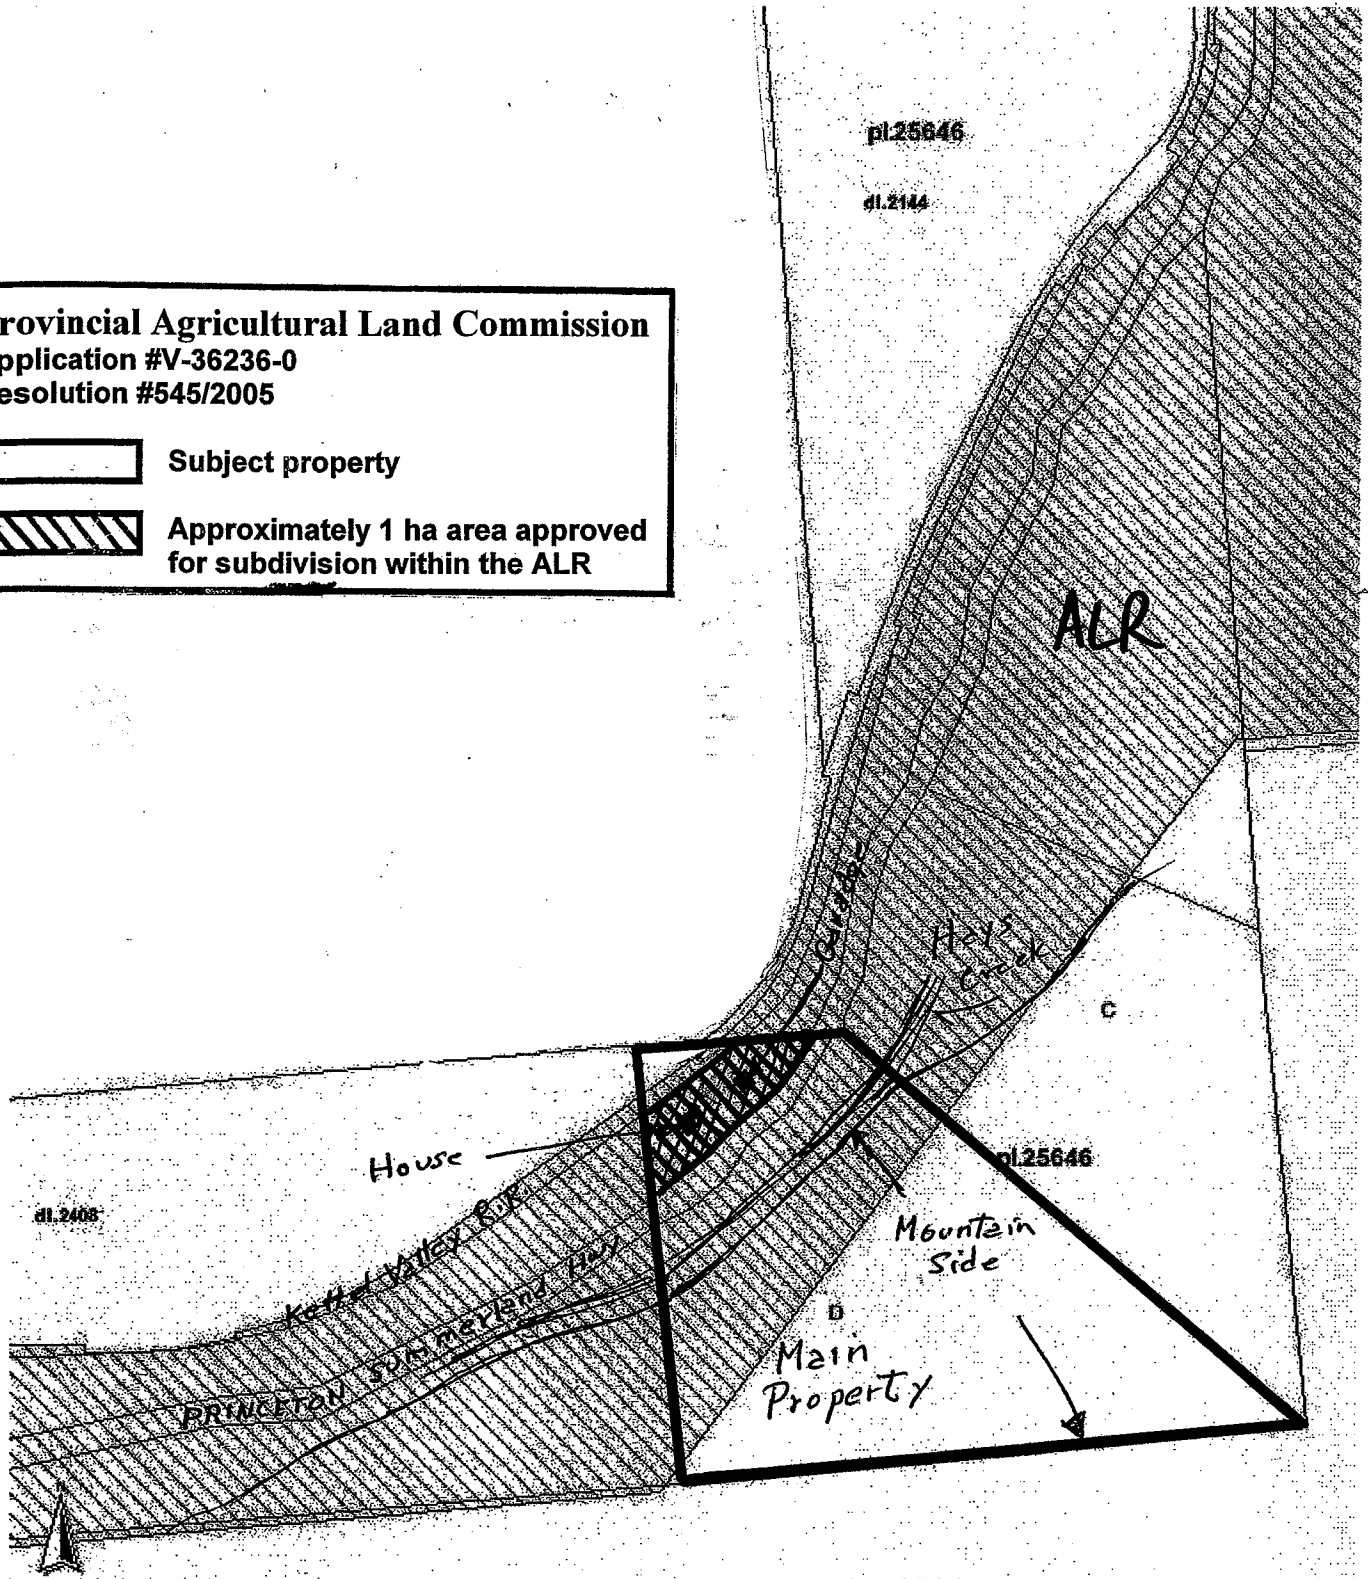 pl.25646
dl.2144
rovincial Agricultural Land Commission
pplication #V-36236-0
esolution #545/2005
Subject property
Approximately 1 ha area approved
for subdivision within the ALR
ALR
Hays
Creek
C
House
pl.25646
dl.2408
Kettel Valley R.R.
Mountain
Side
PRINCETON Summerland Hwy
D
Main
Property